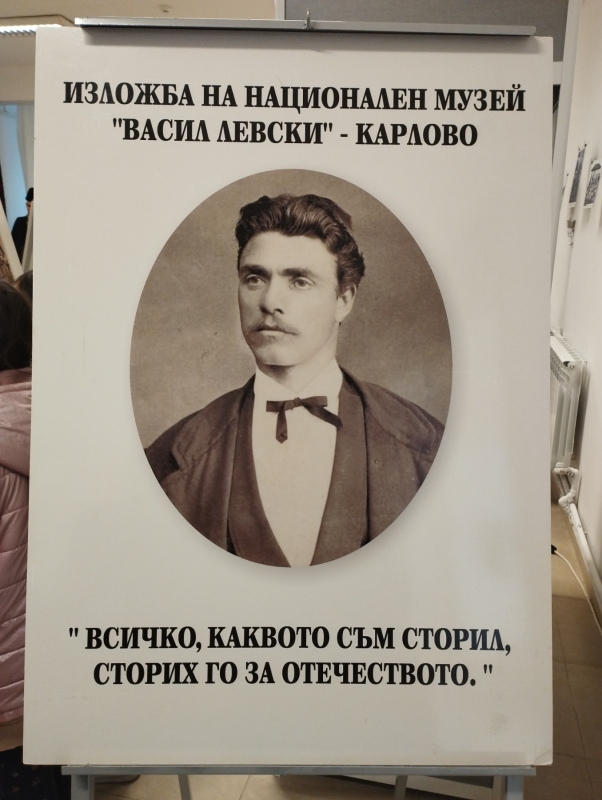 ИЗЛОЖБА НА НАЦИОНАЛЕН МУЗЕЙ
"ВАСИЛ ЛЕВСКИ" - КАРЛОВО
" ВСИЧКО, КАКВОТО СЪМ СТОРИЛ,
СТОРИХ ГО ЗА ОТЕЧЕСТВОТО. "